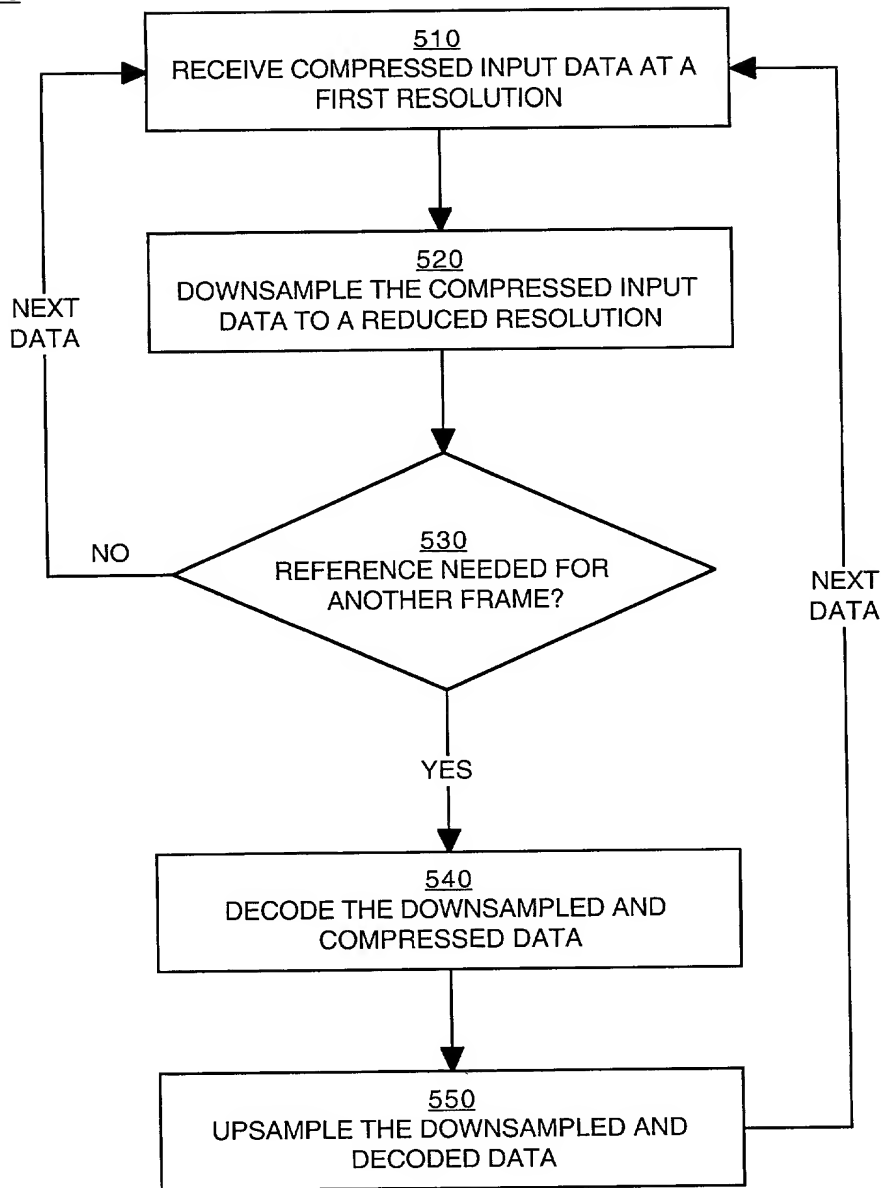 510
RECEIVE COMPRESSED INPUT DATA AT A
FIRST RESOLUTION
520
DOWNSAMPLE THE COMPRESSED INPUT
DATA TO A REDUCED RESOLUTION
NEXT
DATA
530
REFERENCE NEEDED FOR
ANOTHER FRAME?
NO
NEXT
DATA
YES
540
DECODE THE DOWNSAMPLED AND
COMPRESSED DATA
550
UPSAMPLE THE DOWNSAMPLED AND
DECODED DATA